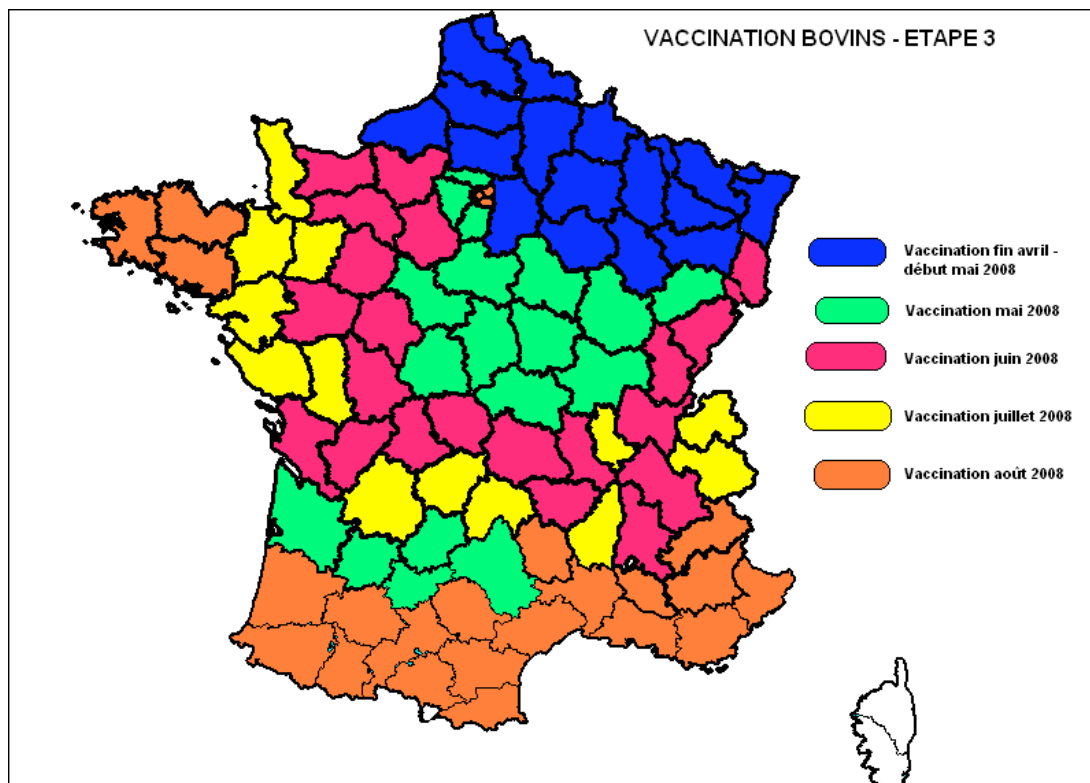 VACCINATION BOVINS - ETAPE 3
Vaccination fin avril -
début mai 2008
Vaccination mai 2008
Vaccination juin 2008
Vaccination juillet 2008
Vaccination août 2008